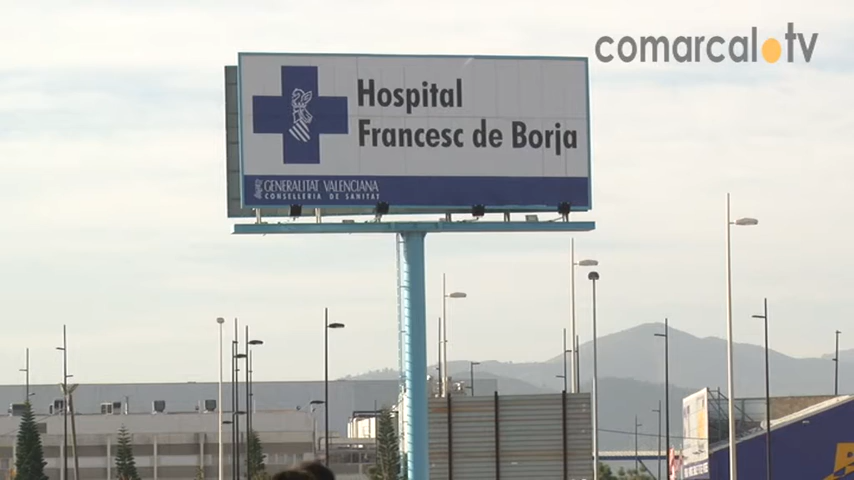 comarcal.tv
Hospital
Francesc de Borja
GENERALITAT VALENCIANA
CONSELLERIA DE SANITAT